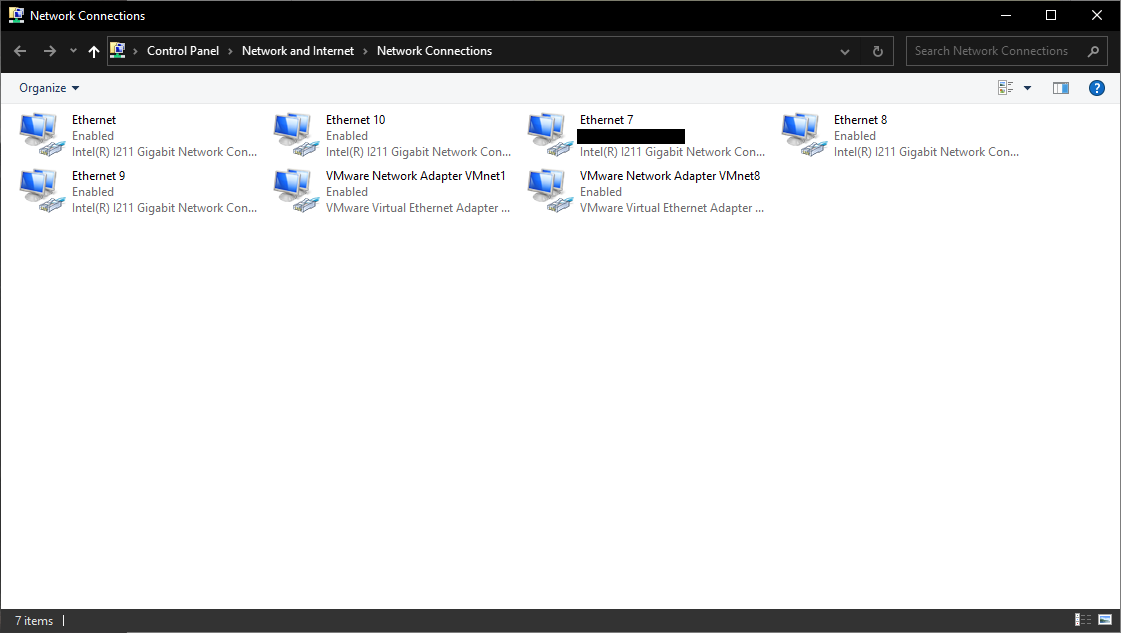 Network Connections
Control Panel > Network and Internet > Network Connections
Search Network Connections
Organize
Ethernet
Enabled
Intel(R) I211 Gigabit Network Con...
Ethernet 10
Enabled
Intel(R) I211 Gigabit Network Con...
Ethernet 7
Intel(R) I211 Gigabit Network Con...
Ethernet 8
Enabled
Intel(R) I211 Gigabit Network Con...
Ethernet 9
Enabled
Intel(R) I211 Gigabit Network Con...
VMware Network Adapter VMnet1
Enabled
VMware Virtual Ethernet Adapter ...
VMware Network Adapter VMnet8
Enabled
VMware Virtual Ethernet Adapter ...
7 items